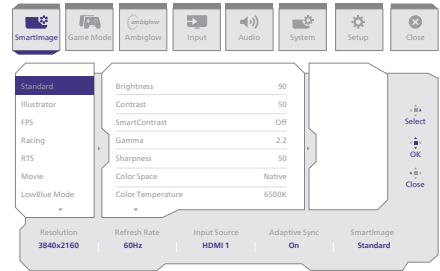 SmartImage
Game Mode
ambiglow
Ambiglow
Input
Audio
System
Setup
Close
Standard
Illustrator
FPS
Racing
RTS
Movie
LowBlue Mode
Brightness 90
Contrast 50
SmartContrast Off
Gamma 2.2
Sharpness 50
Color Space Native
Color Temperature 6500K
Select
OK
Close
Resolution Refresh Rate Input Source Adaptive Sync SmartImage
3840x2160 60Hz HDMI 1 On Standard